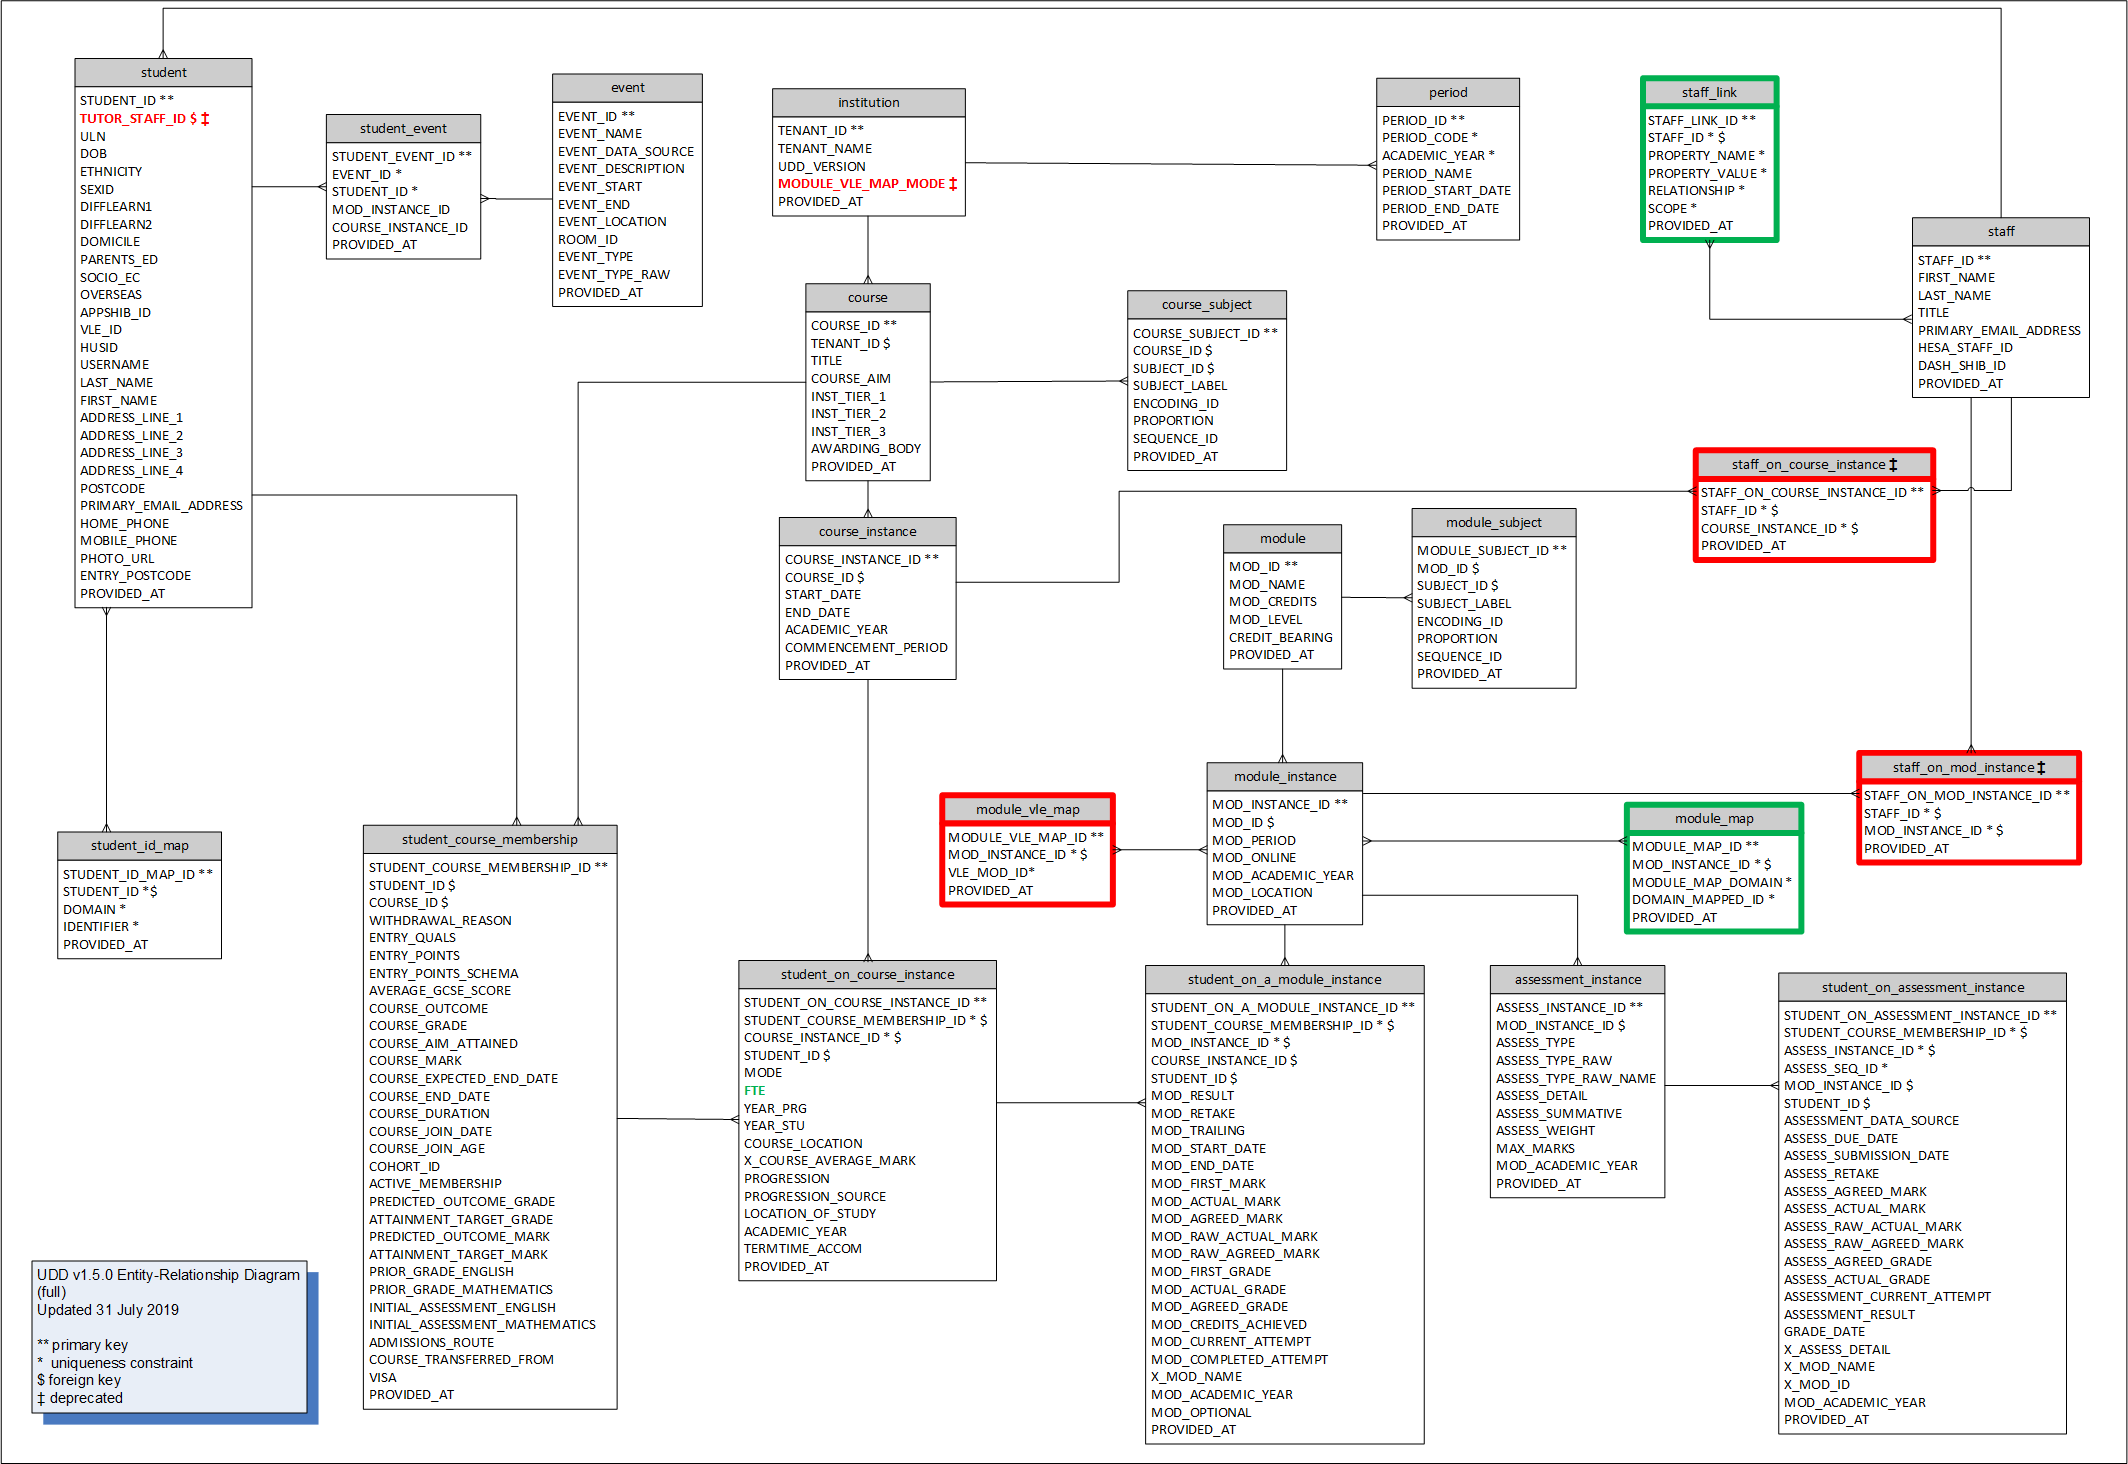 student
STUDENT_ID **
TUTOR_STAFF_ID $ ‡
ULN
DOB
ETHNICITY
SEXID
DIFFLEARN1
DIFFLEARN2
DOMICILE
PARENTS_ED
SOCIO_EC
OVERSEAS
APPSHIB_ID
VLE_ID
HUSID
USERNAME
LAST_NAME
FIRST_NAME
ADDRESS_LINE_1
ADDRESS_LINE_2
ADDRESS_LINE_3
ADDRESS_LINE_4
POSTCODE
PRIMARY_EMAIL_ADDRESS
HOME_PHONE
MOBILE_PHONE
PHOTO_URL
ENTRY_POSTCODE
PROVIDED_AT
student_event
STUDENT_EVENT_ID **
EVENT_ID *
STUDENT_ID *
MOD_INSTANCE_ID
COURSE_INSTANCE_ID
PROVIDED_AT
event
EVENT_ID **
EVENT_NAME
EVENT_DATA_SOURCE
EVENT_DESCRIPTION
EVENT_START
EVENT_END
EVENT_LOCATION
ROOM_ID
EVENT_TYPE
EVENT_TYPE_RAW
PROVIDED_AT
institution
TENANT_ID **
TENANT_NAME
UDD_VERSION
MODULE_VLE_MAP_MODE ‡
PROVIDED_AT
period
PERIOD_ID **
PERIOD_CODE *
ACADEMIC_YEAR *
PERIOD_NAME
PERIOD_START_DATE
PERIOD_END_DATE
PROVIDED_AT
staff_link
STAFF_LINK_ID **
STAFF_ID * $
PROPERTY_NAME *
PROPERTY_VALUE *
RELATIONSHIP *
SCOPE *
PROVIDED_AT
staff
STAFF_ID **
FIRST_NAME
LAST_NAME
TITLE
PRIMARY_EMAIL_ADDRESS
HESA_STAFF_ID
DASH_SHIB_ID
PROVIDED_AT
course
COURSE_ID **
TENANT_ID $
TITLE
COURSE_AIM
INST_TIER_1
INST_TIER_2
INST_TIER_3
AWARDING_BODY
PROVIDED_AT
course_subject
COURSE_SUBJECT_ID **
COURSE_ID $
SUBJECT_ID $
SUBJECT_LABEL
ENCODING_ID
PROPORTION
SEQUENCE_ID
PROVIDED_AT
staff_on_course_instance ‡
STAFF_ON_COURSE_INSTANCE_ID **
STAFF_ID * $
COURSE_INSTANCE_ID * $
PROVIDED_AT
course_instance
COURSE_INSTANCE_ID **
COURSE_ID $
START_DATE
END_DATE
ACADEMIC_YEAR
COMMENCEMENT_PERIOD
PROVIDED_AT
module
MOD_ID **
MOD_NAME
MOD_CREDITS
MOD_LEVEL
CREDIT_BEARING
PROVIDED_AT
module_subject
MODULE_SUBJECT_ID **
MOD_ID $
SUBJECT_ID $
SUBJECT_LABEL
ENCODING_ID
PROPORTION
SEQUENCE_ID
PROVIDED_AT
staff_on_mod_instance ‡
STAFF_ON_MOD_INSTANCE_ID **
STAFF_ID * $
MOD_INSTANCE_ID * $
PROVIDED_AT
module_instance
MOD_INSTANCE_ID **
MOD_ID $
MOD_PERIOD
MOD_ONLINE
MOD_ACADEMIC_YEAR
MOD_LOCATION
PROVIDED_AT
module_vle_map
MODULE_VLE_MAP_ID **
MOD_INSTANCE_ID * $
VLE_MOD_ID*
PROVIDED_AT
module_map
MODULE_MAP_ID **
MOD_INSTANCE_ID * $
MODULE_MAP_DOMAIN *
DOMAIN_MAPPED_ID *
PROVIDED_AT
student_id_map
STUDENT_ID_MAP_ID **
STUDENT_ID *$
DOMAIN *
IDENTIFIER *
PROVIDED_AT
student_course_membership
STUDENT_COURSE_MEMBERSHIP_ID **
STUDENT_ID $
COURSE_ID $
WITHDRAWAL_REASON
ENTRY_QUALS
ENTRY_POINTS
ENTRY_POINTS_SCHEMA
AVERAGE_GCSE_SCORE
COURSE_OUTCOME
COURSE_GRADE
COURSE_AIM_ATTAINED
COURSE_MARK
COURSE_EXPECTED_END_DATE
COURSE_END_DATE
COURSE_DURATION
COURSE_JOIN_DATE
COURSE_JOIN_AGE
COHORT_ID
ACTIVE_MEMBERSHIP
PREDICTED_OUTCOME_GRADE
ATTAINMENT_TARGET_GRADE
PREDICTED_OUTCOME_MARK
ATTAINMENT_TARGET_MARK
PRIOR_GRADE_ENGLISH
PRIOR_GRADE_MATHEMATICS
INITIAL_ASSESSMENT_ENGLISH
INITIAL_ASSESSMENT_MATHEMATICS
ADMISSIONS_ROUTE
COURSE_TRANSFERRED_FROM
VISA
PROVIDED_AT
student_on_course_instance
STUDENT_ON_COURSE_INSTANCE_ID **
STUDENT_COURSE_MEMBERSHIP_ID * $
COURSE_INSTANCE_ID * $
STUDENT_ID $
MODE
FTE
YEAR_PRG
YEAR_STU
COURSE_LOCATION
X_COURSE_AVERAGE_MARK
PROGRESSION
PROGRESSION_SOURCE
LOCATION_OF_STUDY
ACADEMIC_YEAR
TERMTIME_ACCOM
PROVIDED_AT
student_on_a_module_instance
STUDENT_ON_A_MODULE_INSTANCE_ID **
STUDENT_COURSE_MEMBERSHIP_ID * $
MOD_INSTANCE_ID * $
COURSE_INSTANCE_ID $
STUDENT_ID $
MOD_RESULT
MOD_RETAKE
MOD_TRAILING
MOD_START_DATE
MOD_END_DATE
MOD_FIRST_MARK
MOD_ACTUAL_MARK
MOD_AGREED_MARK
MOD_RAW_ACTUAL_MARK
MOD_RAW_AGREED_MARK
MOD_FIRST_GRADE
MOD_ACTUAL_GRADE
MOD_AGREED_GRADE
MOD_CREDITS_ACHIEVED
MOD_CURRENT_ATTEMPT
MOD_COMPLETED_ATTEMPT
X_MOD_NAME
MOD_ACADEMIC_YEAR
MOD_OPTIONAL
PROVIDED_AT
assessment_instance
ASSESS_INSTANCE_ID **
MOD_INSTANCE_ID $
ASSESS_TYPE
ASSESS_TYPE_RAW
ASSESS_TYPE_RAW_NAME
ASSESS_DETAIL
ASSESS_SUMMATIVE
ASSESS_WEIGHT
MAX_MARKS
MOD_ACADEMIC_YEAR
PROVIDED_AT
student_on_assessment_instance
STUDENT_ON_ASSESSMENT_INSTANCE_ID **
STUDENT_COURSE_MEMBERSHIP_ID * $
ASSESS_INSTANCE_ID * $
ASSESS_SEQ_ID *
MOD_INSTANCE_ID $
STUDENT_ID $
ASSESSMENT_DATA_SOURCE
ASSESS_DUE_DATE
ASSESS_SUBMISSION_DATE
ASSESS_RETAKE
ASSESS_AGREED_MARK
ASSESS_ACTUAL_MARK
ASSESS_RAW_ACTUAL_MARK
ASSESS_RAW_AGREED_MARK
ASSESS_AGREED_GRADE
ASSESS_ACTUAL_GRADE
ASSESSMENT_CURRENT_ATTEMPT
ASSESSMENT_RESULT
GRADE_DATE
X_ASSESS_DETAIL
X_MOD_NAME
X_MOD_ID
MOD_ACADEMIC_YEAR
PROVIDED_AT
UDD v1.5.0 Entity-Relationship Diagram
(full)
Updated 31 July 2019
** primary key
* uniqueness constraint
$ foreign key
‡ deprecated